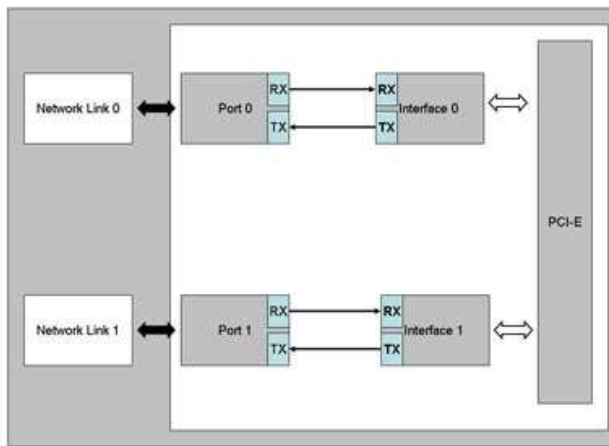 Network Link 0
Port 0
RX
TX
RX
TX
Interface 0
PCI-E
Network Link 1
Port 1
RX
TX
RX
TX
Interface 1